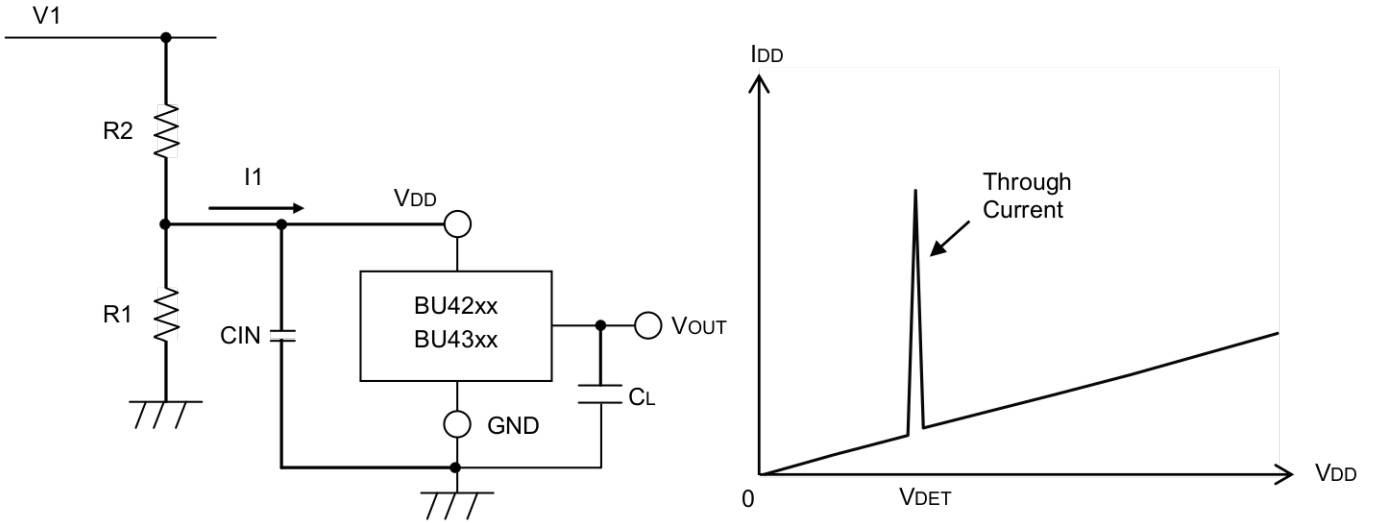 V1
R2
I1
VDD
R1
CIN
BU42xx
BU43xx
VOUT
CL
GND
IDD
Through
Current
0
VDET
VDD